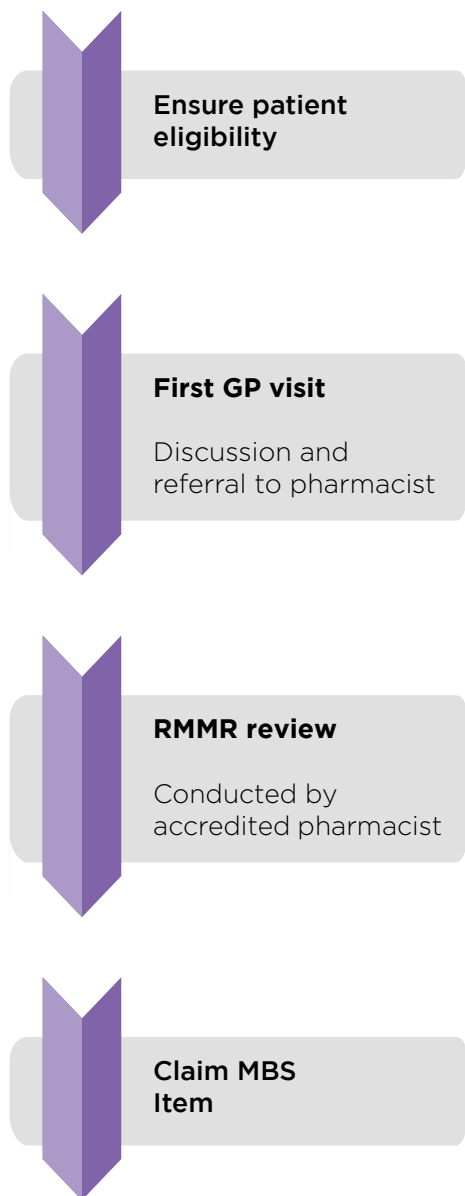 Ensure patient
eligibility
First GP visit
Discussion and
referral to pharmacist
RMMR review
Conducted by
accredited pharmacist
Claim MBS
Item